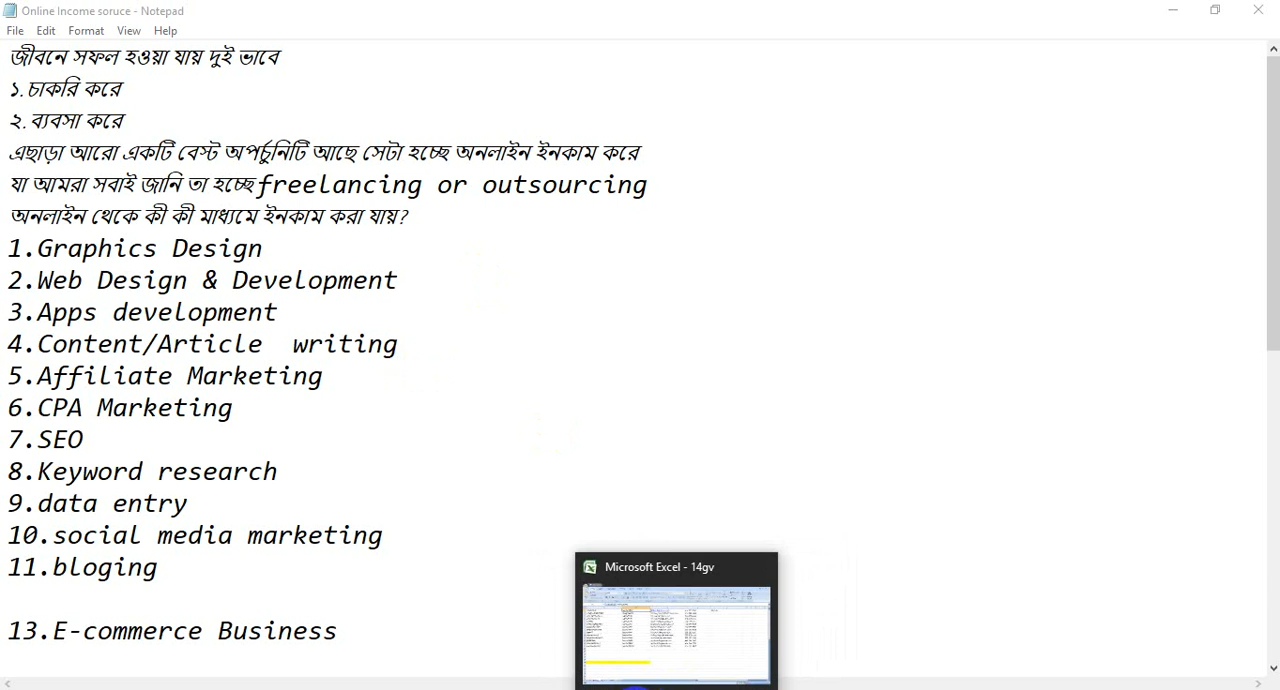 Online Income soruce - Notepad
File Edit Format View Help
জীবনে সফল হওয়া যায় দুই ভাবে
১.চাকরি করে
২.ব্যবসা করে
এছাড়া আরো একটি বেস্ট অপর্চুনিটি আছে সেটা হচ্ছে অনলাইন ইনকাম করে
যা আমরা সবাই জানি তা হচ্ছে freelancing or outsourcing
অনলাইন থেকে কী কী মাধ্যমে ইনকাম করা যায়?
1.Graphics Design
2.Web Design & Development
3.Apps development
4.Content/Article  writing
5.Affiliate Marketing
6.CPA Marketing
7.SEO
8.Keyword research
9.data entry
10.social media marketing
11.bloging
Microsoft Excel - 14gv
13.E-commerce Business